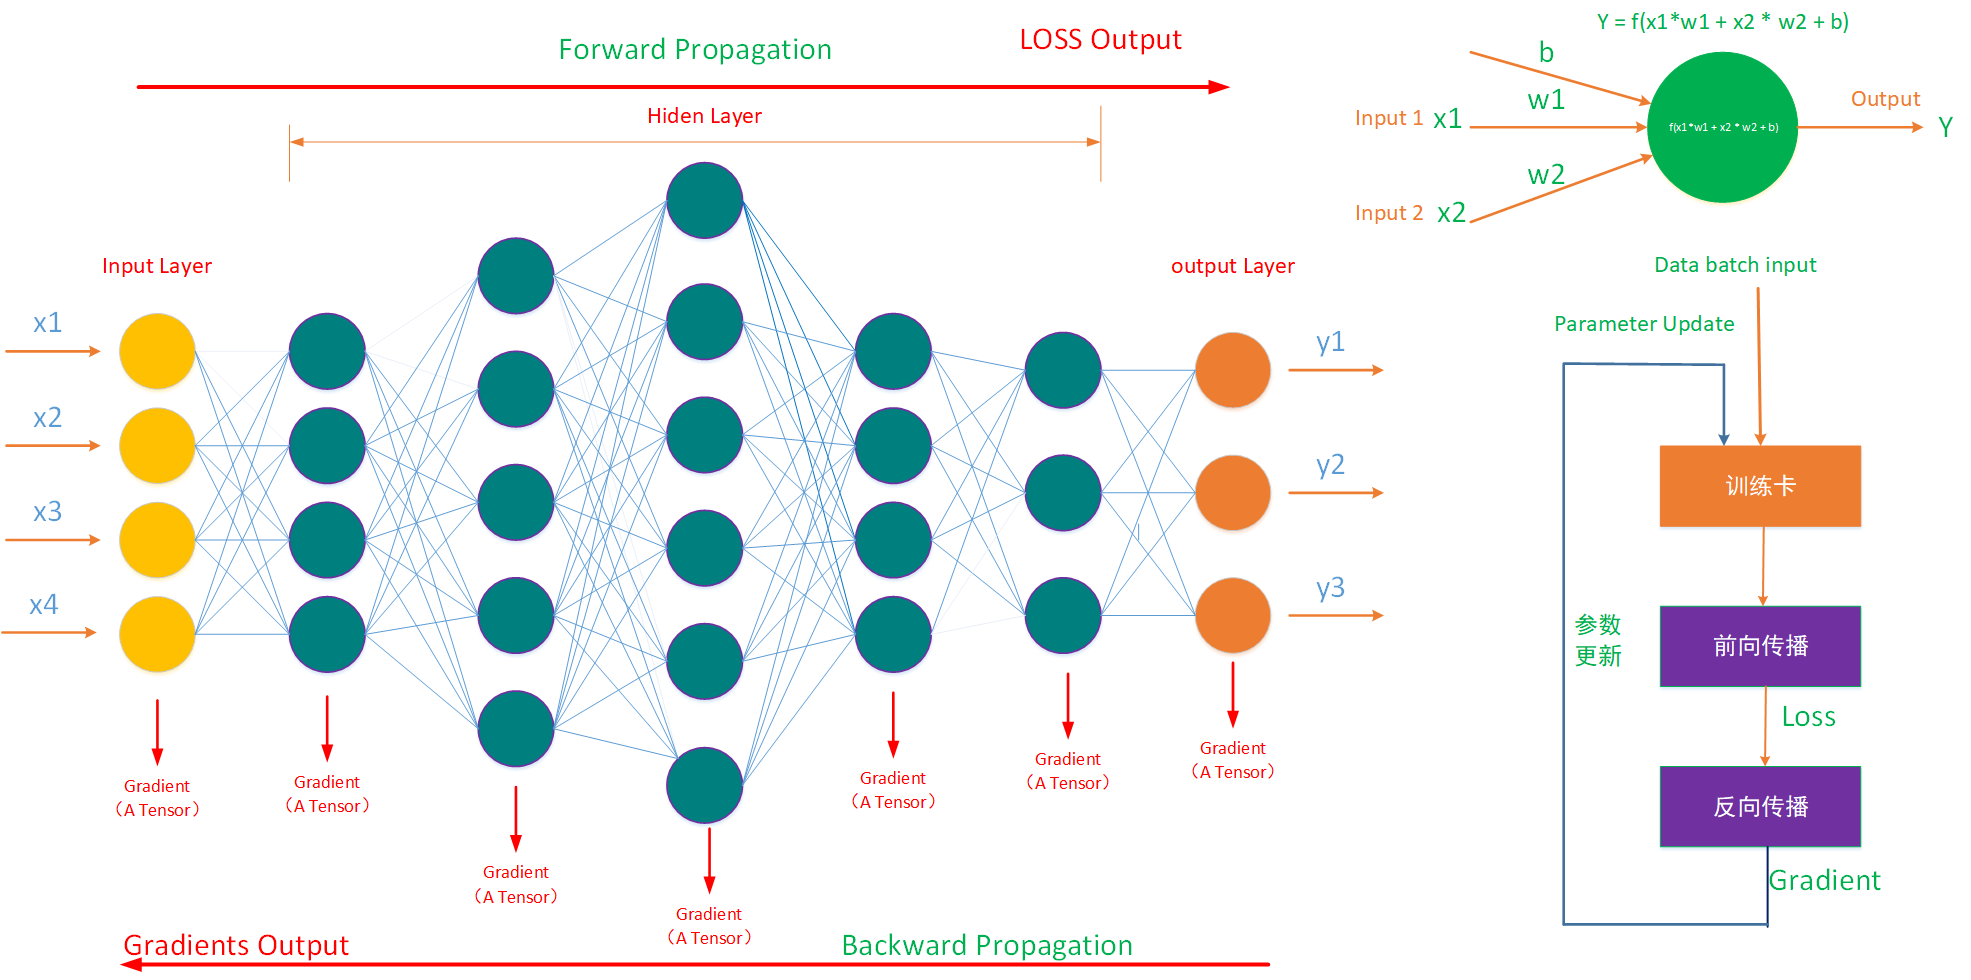 Forward Propagation
LOSS Output
Hiden Layer
Input Layer
output Layer
x1
x2
x3
x4
y1
y2
y3
Gradient
（A Tensor）
Gradient
（A Tensor）
Gradient
（A Tensor）
Gradient
（A Tensor）
Gradient
（A Tensor）
Gradient
（A Tensor）
Gradient
（A Tensor）
Gradients Output
Backward Propagation
Y = f(x1*w1 + x2 * w2 + b)
b
w1
Input 1 x1
w2
Input 2 x2
f(x1*w1 + x2 * w2 + b)
Output
Y
Data batch input
Parameter Update
训练卡
参数
更新
前向传播
Loss
反向传播
Gradient